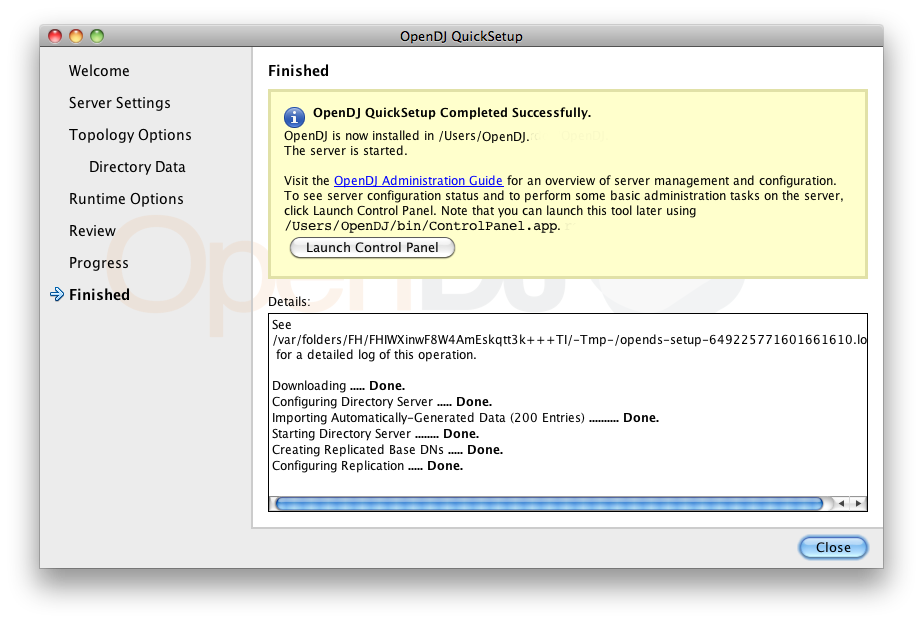 OpenDJ QuickSetup
Welcome
Server Settings
Topology Options
Directory Data
Runtime Options
Review
Progress
Finished
Finished
OpenDJ QuickSetup Completed Successfully.
OpenDJ is now installed in /Users/OpenDJ.
The server is started.
Visit the OpenDJ Administration Guide for an overview of server management and configuration.
To see server configuration status and to perform some basic administration tasks on the server,
click Launch Control Panel. Note that you can launch this tool later using
/Users/OpenDJ/bin/ControlPanel.app.
Launch Control Panel
OpenDJ
Details:
See
/var/folders/FH/FHIWXinwF8W4AmEskqtt3k+++TI/-Tmp-/opends-setup-649225771601661610.lo
for a detailed log of this operation.
Downloading ..... Done.
Configuring Directory Server ..... Done.
Importing Automatically-Generated Data (200 Entries) .......... Done.
Starting Directory Server ........ Done.
Creating Replicated Base DNs ..... Done.
Configuring Replication ..... Done.
Close